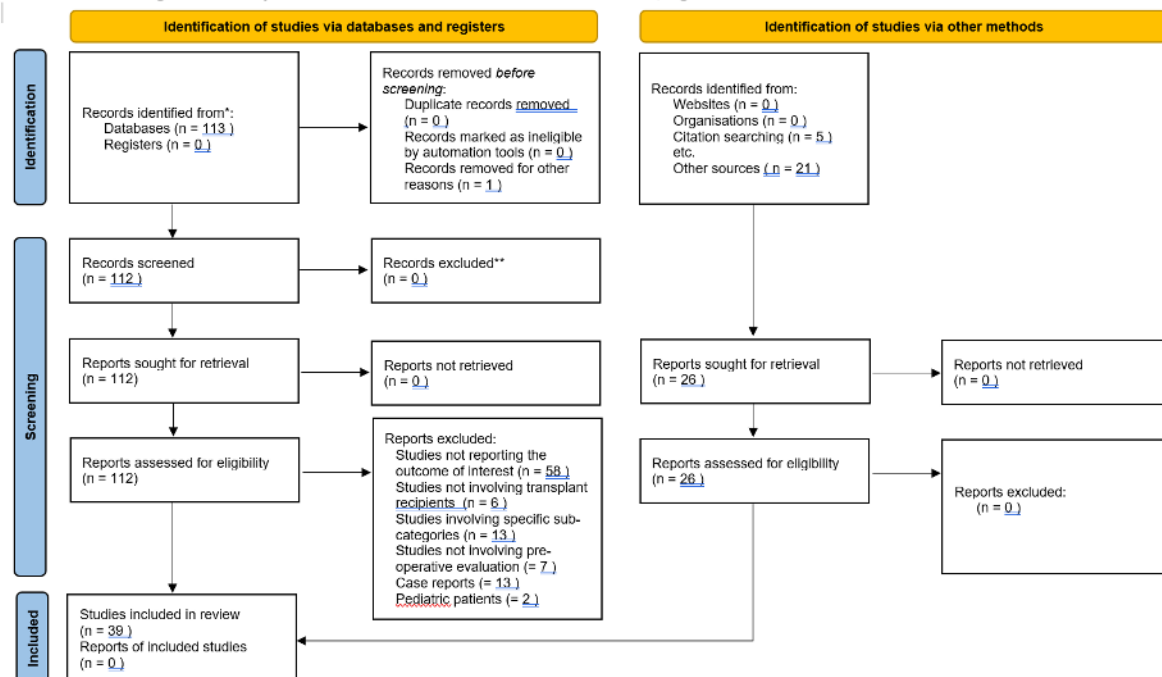 Identification of studies via databases and registers
Identification of studies via other methods
Identification
Records identified from*:
Databases (n = 113 )
Registers (n = 0 )
Records removed before
screening:
Duplicate records removed
(n = 0 )
Records marked as ineligible
by automation tools (n = 0 )
Records removed for other
reasons (n = 1 )
Records identified from:
Websites (n = 0 )
Organisations (n = 0 )
Citation searching (n = 5 )
etc.
Other sources ( n = 21 )
Screening
Records screened
(n = 112 )
Records excluded**
(n = 0 )
Reports sought for retrieval
(n = 112)
Reports not retrieved
(n = 0 )
Reports sought for retrieval
(n = 26 )
Reports not retrieved
(n = 0 )
Reports assessed for eligibility
(n = 112)
Reports excluded:
Studies not reporting the
outcome of interest (n = 58 )
Studies not involving transplant
recipients (n = 6 )
Studies involving specific sub-
categories (n = 13 )
Studies not involving pre-
operative evaluation (= 7 )
Case reports (= 13 )
Pediatric patients (= 2 )
Reports assessed for eligibility
(n = 26 )
Reports excluded:
(n = 0 )
Included
Studies included in review
(n = 39 )
Reports of included studies
(n = 0 )